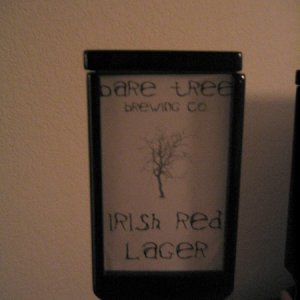 bare tree
brewing co.
Irish Red
Lager